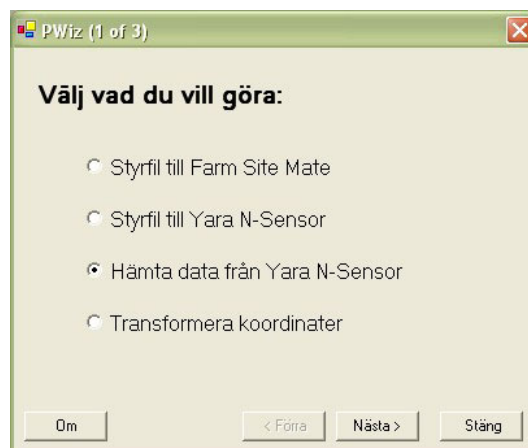 PWiz (1 of 3)
Välj vad du vill göra:
Styrfil till Farm Site Mate
Styrfil till Yara N-Sensor
Hämta data från Yara N-Sensor
Transformera koordinater
Om < Förra Nästa > Stäng